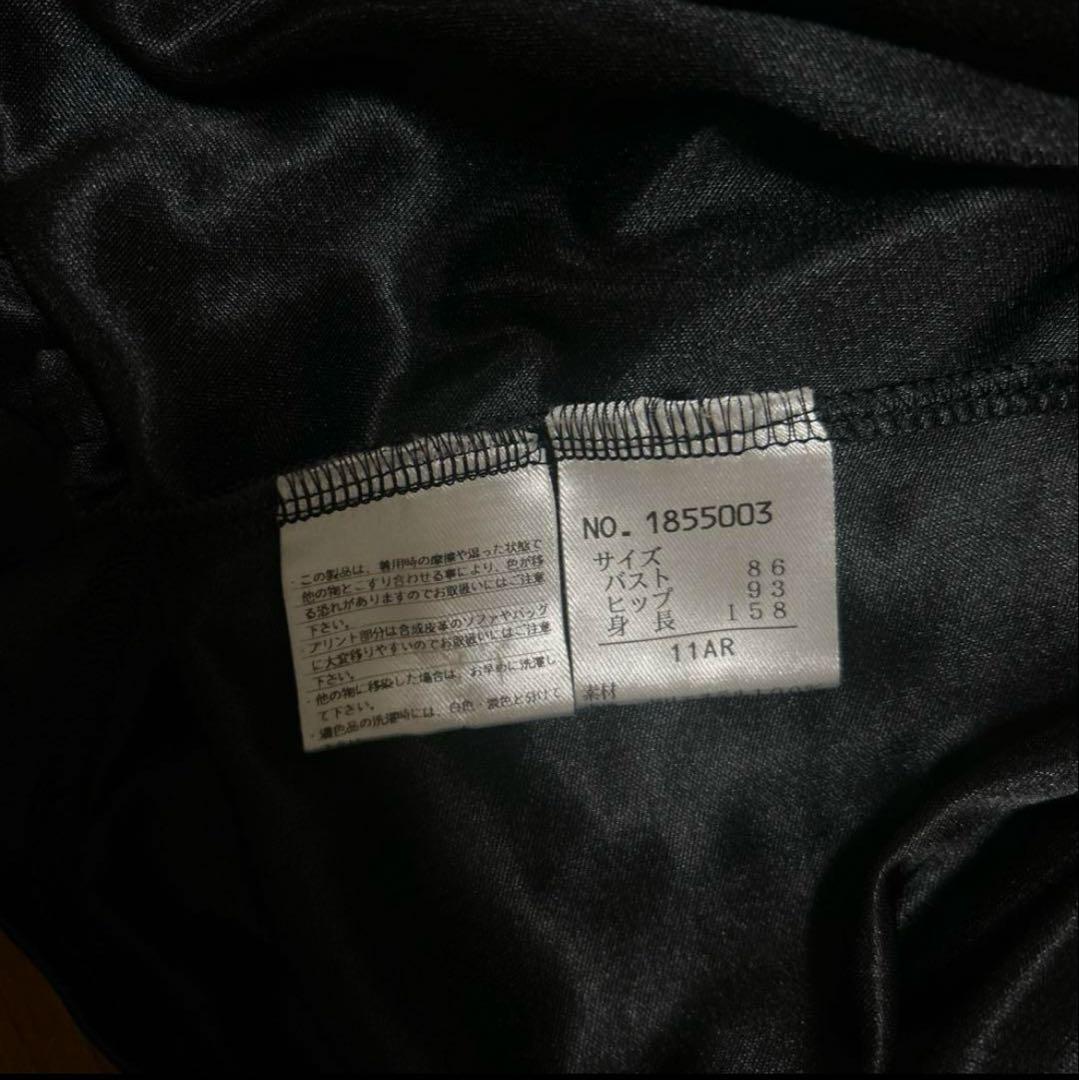 ・この製品は、着用時の摩擦や湿った状態で
他の物とこすり合わせる事により、色が移
る恐れがありますのでお取扱いにはご注意
下さい。
・プリント部分は合成皮革のソファやバッグ
に大変移りやすいのでお取扱いにはご注意
下さい。
・他の物に移染した場合は、お早めに洗濯し
て下さい。
・濃色品の洗濯時には、白色・淡色と分けて
NO. 1855003
サイズ
バスト 86
ヒップ 93
身長 158
11AR
素材